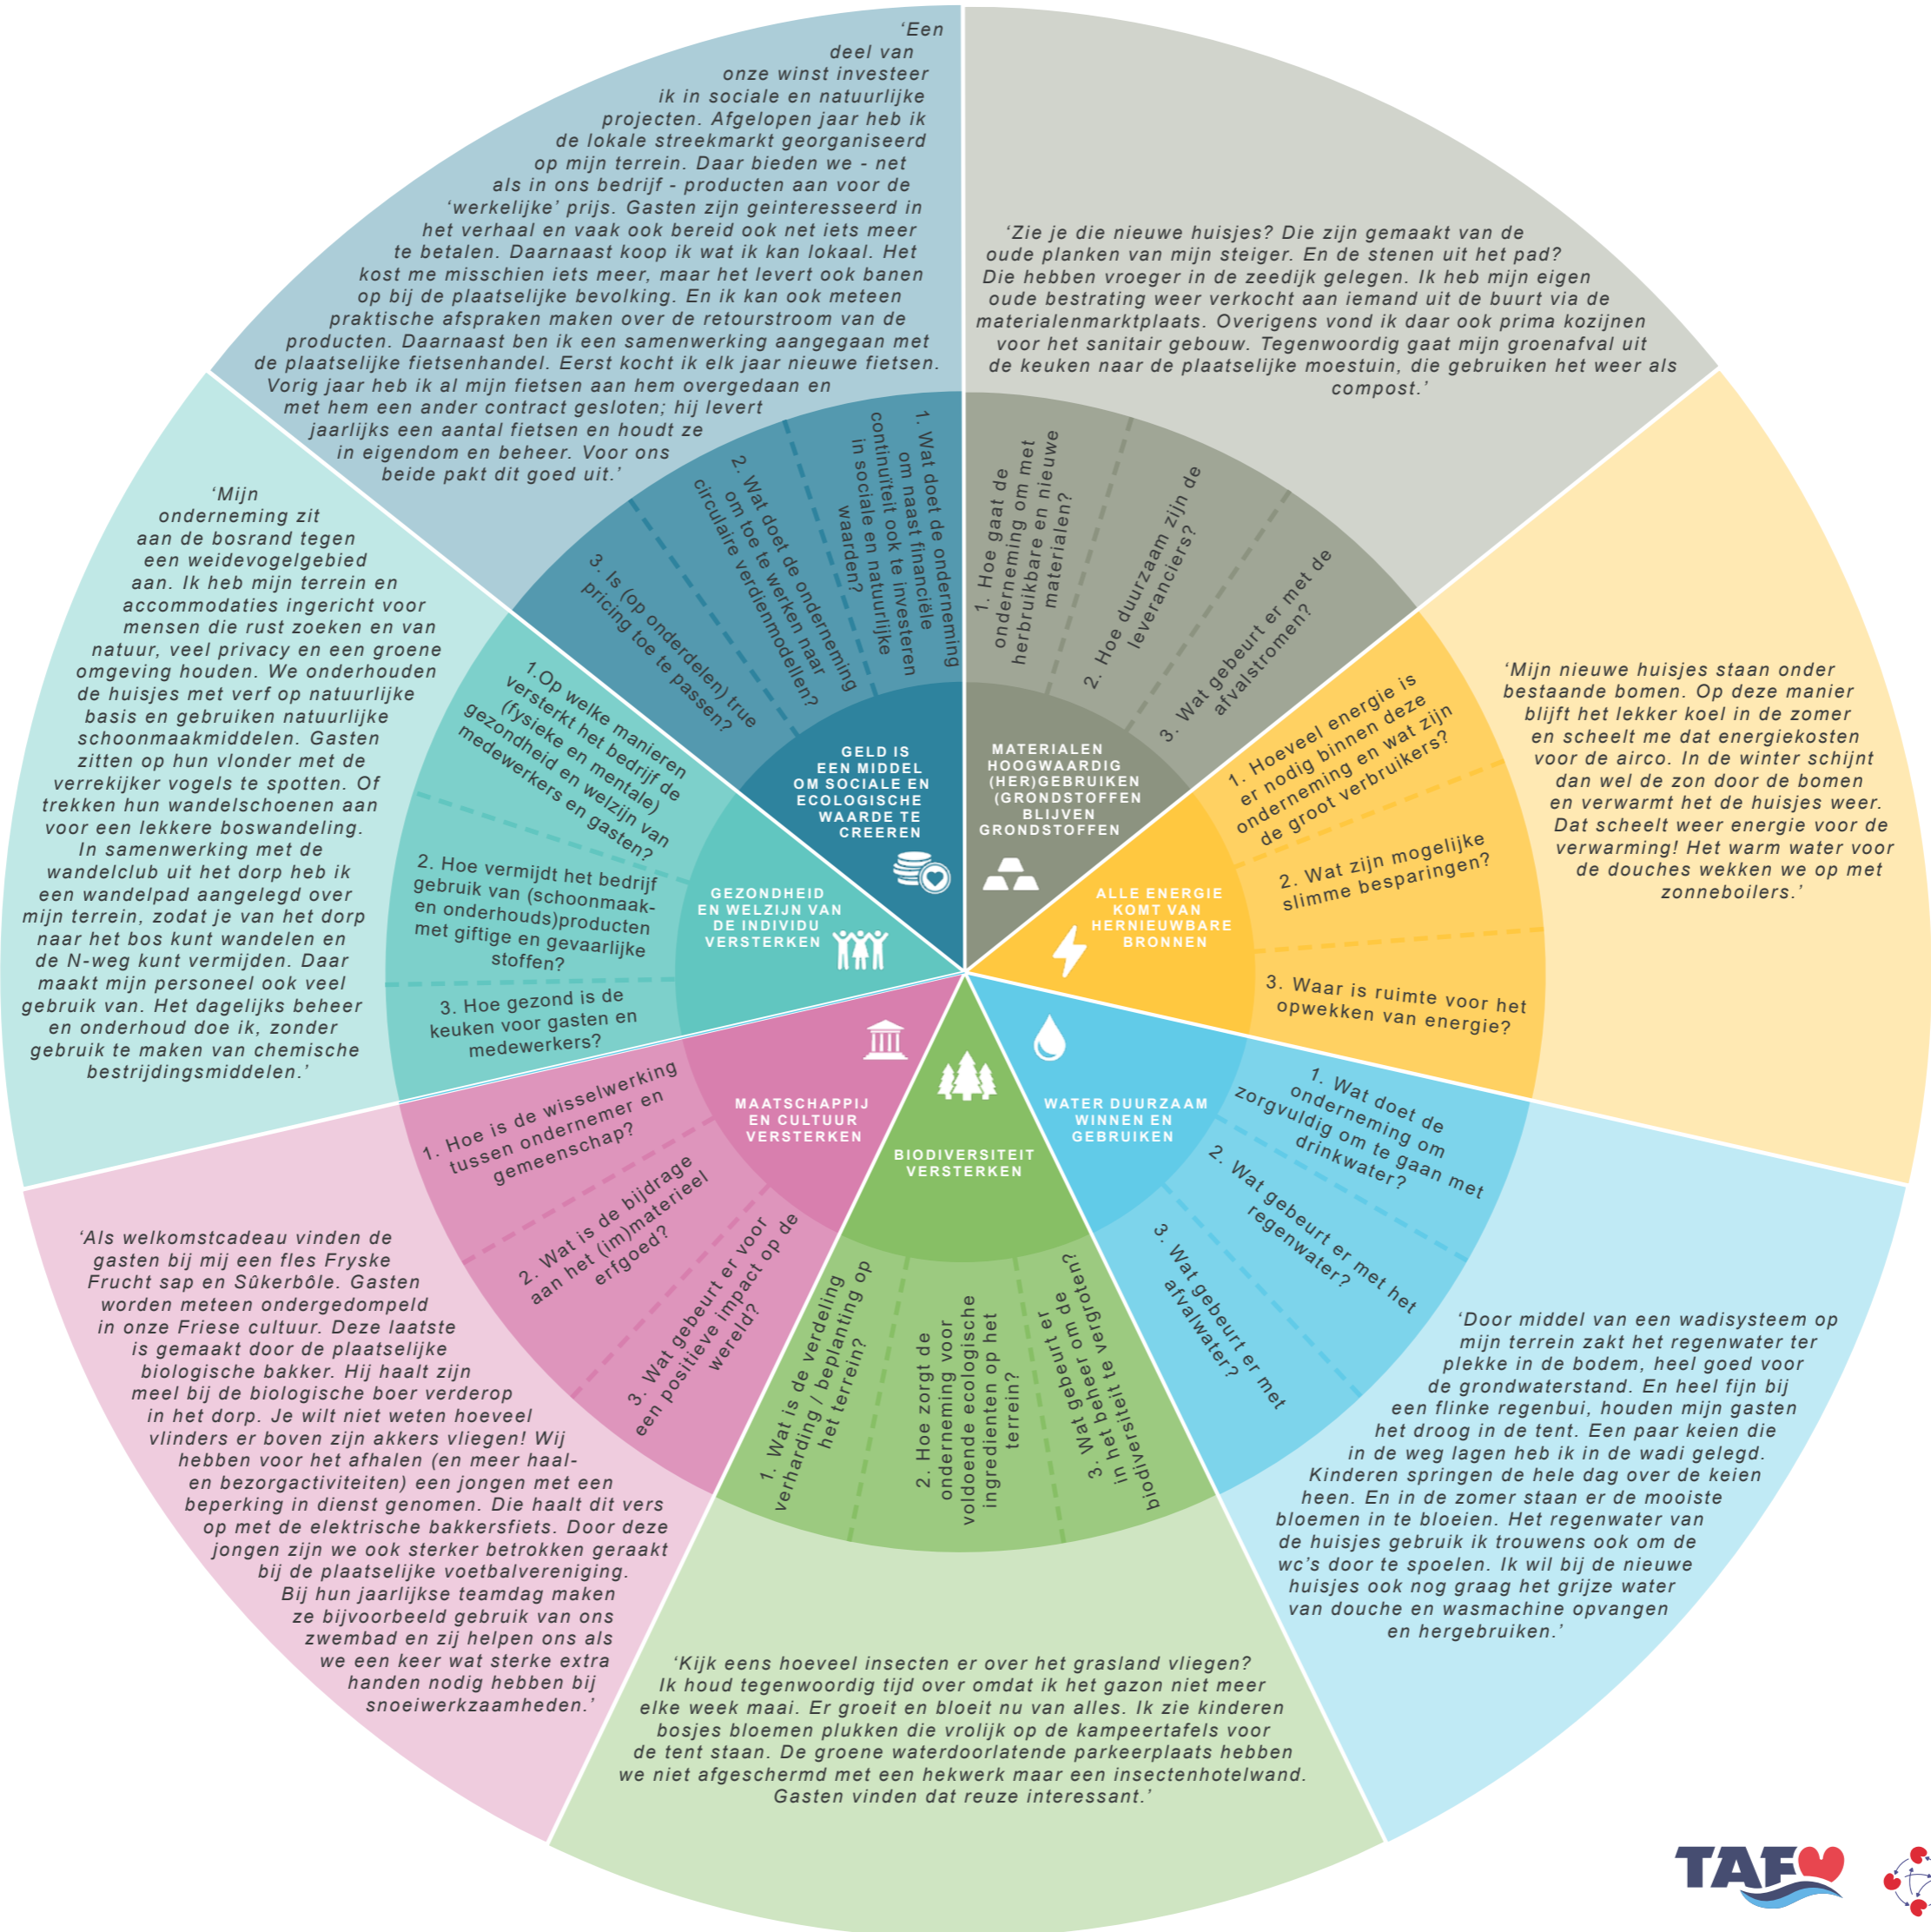 'Een
deel van
onze winst investeer
ik in sociale en natuurlijke
projecten. Afgelopen jaar heb ik
de lokale streekmarkt georganiseerd
op mijn terrein. Daar bieden we - net
als in ons bedrijf - producten aan voor de
'werkelijke' prijs. Gasten zijn geinteresseerd in
het verhaal en vaak ook bereid ook net iets meer
te betalen. Daarnaast koop ik wat ik kan lokaal. Het
kost me misschien iets meer, maar het levert ook banen
op bij de plaatselijke bevolking. En ik kan ook meteen
praktische afspraken maken over de retourstroom van de
producten. Daarnaast ben ik een samenwerking aangegaan met
de plaatselijke fietsenhandel. Eerst kocht ik elk jaar nieuwe fietsen.
Vorig jaar heb ik al mijn fietsen aan hem overgedaan en
met hem een ander contract gesloten; hij levert
jaarlijks een aantal fietsen en houdt ze
in eigendom en beheer. Voor ons
beide pakt dit goed uit.'
1. Wat doet de onderneming
om naast financiële
continuïteit ook te investeren
in sociale en natuurlijke
waarden?
2. Wat doet de onderneming
om toe te werken naar
circulaire verdienmodellen?
3. Is (op onderdelen) true
pricing toe te passen?
GELD IS
EEN MIDDEL
OM SOCIALE EN
ECOLOGISCHE
WAARDE TE
CREEREN
'Zie je die nieuwe huisjes? Die zijn gemaakt van de
oude planken van mijn steiger. En de stenen uit het pad?
Die hebben vroeger in de zeedijk gelegen. Ik heb mijn eigen
oude bestrating weer verkocht aan iemand uit de buurt via de
materialenmarktplaats. Overigens vond ik daar ook prima kozijnen
voor het sanitair gebouw. Tegenwoordig gaat mijn groenafval uit
de keuken naar de plaatselijke moestuin, die gebruiken het weer als
compost.'
1. Hoe gaat de
onderneming om met
herbruikbare en nieuwe
materialen?
2. Hoe duurzaam zijn de
leveranciers?
3. Wat gebeurt er met de
afvalstromen?
MATERIALEN
HOOGWAARDIG
(HER)GEBRUIKEN
(GRONDSTOFFEN
BLIJVEN
GRONDSTOFFEN
'Mijn nieuwe huisjes staan onder
bestaande bomen. Op deze manier
blijft het lekker koel in de zomer
en scheelt me dat energiekosten
voor de airco. In de winter schijnt
dan wel de zon door de bomen
en verwarmt het de huisjes weer.
Dat scheelt weer energie voor de
verwarming! Het warm water voor
de douches wekken we op met
zonneboilers.'
1. Hoeveel energie is
er nodig binnen deze
onderneming en wat zijn
de groot verbruikers?
2. Wat zijn mogelijke
slimme besparingen?
3. Waar is ruimte voor het
opwekken van energie?
ALLE ENERGIE
KOMT VAN
HERNIEUWBARE
BRONNEN
1. Wat doet de
onderneming om
zorgvuldig om te gaan met
drinkwater?
2. Wat gebeurt er met het
regenwater?
3. Wat gebeurt er met
afvalwater?
WATER DUURZAAM
WINNEN EN
GEBRUIKEN
'Door middel van een wadisysteem op
mijn terrein zakt het regenwater ter
plekke in de bodem, heel goed voor
de grondwaterstand. En heel fijn bij
een flinke regenbui, houden mijn gasten
het droog in de tent. Een paar keien die
in de weg lagen heb ik in de wadi gelegd.
Kinderen springen de hele dag over de keien
heen. En in de zomer staan er de mooiste
bloemen in te bloeien. Het regenwater van
de huisjes gebruik ik trouwens ook om de
wc's door te spoelen. Ik wil bij de nieuwe
huisjes ook nog graag het grijze water
van douche en wasmachine opvangen
en hergebruiken.'
BIODIVERSITEIT
VERSTERKEN
1. Wat is de verdeling
verharding / beplanting op
het terrein?
2. Hoe zorgt de
onderneming voor
voldoende ecologische
ingredienten op het
terrein?
3. Wat gebeurt er
in het beheer om de
biodiversiteit te vergroten?
'Kijk eens hoeveel insecten er over het grasland vliegen?
Ik houd tegenwoordig tijd over omdat ik het gazon niet meer
elke week maai. Er groeit en bloeit nu van alles. Ik zie kinderen
bosjes bloemen plukken die vrolijk op de kampeertafels voor
de tent staan. De groene waterdoorlatende parkeerplaats hebben
we niet afgeschermd met een hekwerk maar een insectenhotelwand.
Gasten vinden dat reuze interessant.'
MAATSCHAPPIJ
EN CULTUUR
VERSTERKEN
1. Hoe is de wisselwerking
tussen ondernemer en
gemeenschap?
2. Wat is de bijdrage
aan het (im)materieel
erfgoed?
3. Wat gebeurt er voor
een positieve impact op de
wereld?
'Als welkomstcadeau vinden de
gasten bij mij een fles Fryske
Frucht sap en Sûkerbôle. Gasten
worden meteen ondergedompeld
in onze Friese cultuur. Deze laatste
is gemaakt door de plaatselijke
biologische bakker. Hij haalt zijn
meel bij de biologische boer verderop
in het dorp. Je wilt niet weten hoeveel
vlinders er boven zijn akkers vliegen! Wij
hebben voor het afhalen (en meer haal-
en bezorgactiviteiten) een jongen met een
beperking in dienst genomen. Die haalt dit vers
op met de elektrische bakkersfiets. Door deze
jongen zijn we ook sterker betrokken geraakt
bij de plaatselijke voetbalvereniging.
Bij hun jaarlijkse teamdag maken
ze bijvoorbeeld gebruik van ons
zwembad en zij helpen ons als
we een keer wat sterke extra
handen nodig hebben bij
snoeiwerkzaamheden.'
'Mijn
onderneming zit
aan de bosrand tegen
een weidevogelgebied
aan. Ik heb mijn terrein en
accommodaties ingericht voor
mensen die rust zoeken en van
natuur, veel privacy en een groene
omgeving houden. We onderhouden
de huisjes met verf op natuurlijke
basis en gebruiken natuurlijke
schoonmaakmiddelen. Gasten
zitten op hun vlonder met de
verrekijker vogels te spotten. Of
trekken hun wandelschoenen aan
voor een lekkere boswandeling.
In samenwerking met de
wandelclub uit het dorp heb ik
een wandelpad aangelegd over
mijn terrein, zodat je van het dorp
naar het bos kunt wandelen en
de N-weg kunt vermijden. Daar
maakt mijn personeel ook veel
gebruik van. Het dagelijks beheer
en onderhoud doe ik, zonder
gebruik te maken van chemische
bestrijdingsmiddelen.'
1.Op welke manieren
versterkt het bedrijf de
(fysieke en mentale)
gezondheid en welzijn van
medewerkers en gasten?
2. Hoe vermijdt het bedrijf
gebruik van (schoonmaak-
en onderhouds)producten
met giftige en gevaarlijke
stoffen?
3. Hoe gezond is de
keuken voor gasten en
medewerkers?
GEZONDHEID
EN WELZIJN VAN
DE INDIVIDU
VERSTERKEN
TAF